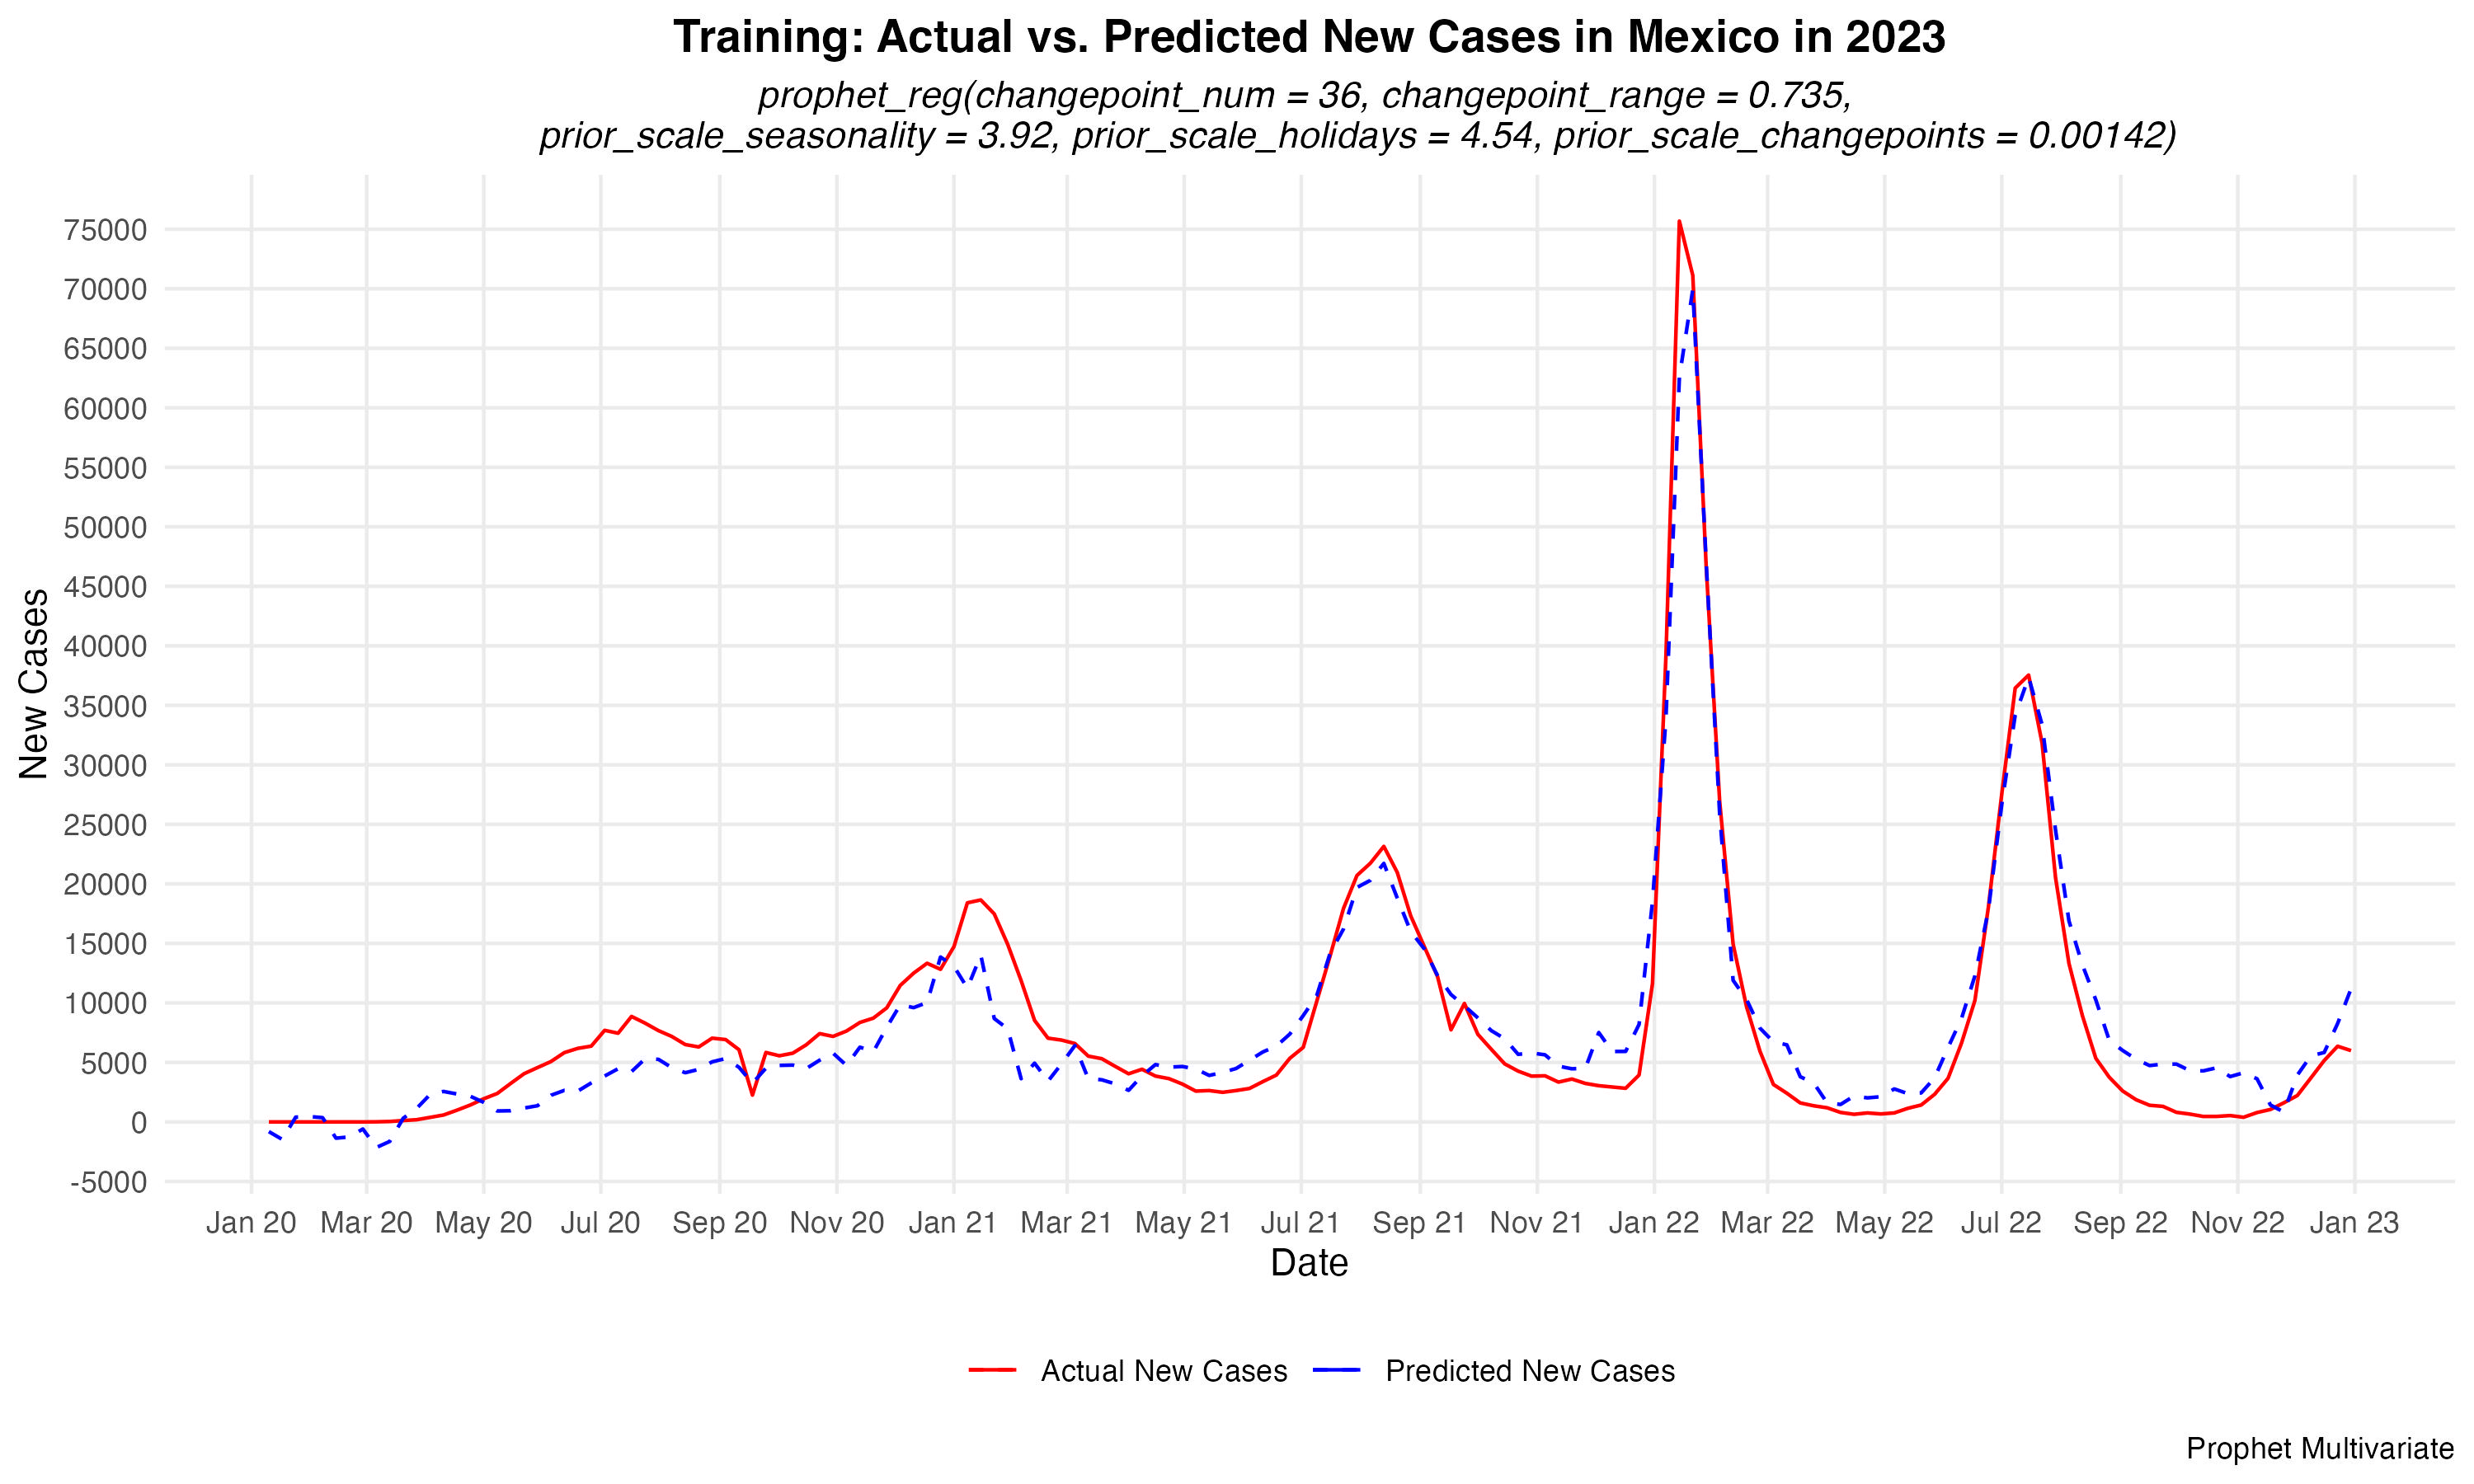 Training: Actual vs. Predicted New Cases in Mexico in 2023
prophet_reg(changepoint_num = 36, changepoint_range = 0.735,
prior_scale_seasonality = 3.92, prior_scale_holidays = 4.54, prior_scale_changepoints = 0.00142)
New Cases
75000
70000
65000
60000
55000
50000
45000
40000
35000
30000
25000
20000
15000
10000
5000
0
-5000
Jan 20 Mar 20 May 20 Jul 20 Sep 20 Nov 20 Jan 21 Mar 21 May 21 Jul 21 Sep 21 Nov 21 Jan 22 Mar 22 May 22 Jul 22 Sep 22 Nov 22 Jan 23
Date
Actual New Cases Predicted New Cases
Prophet Multivariate